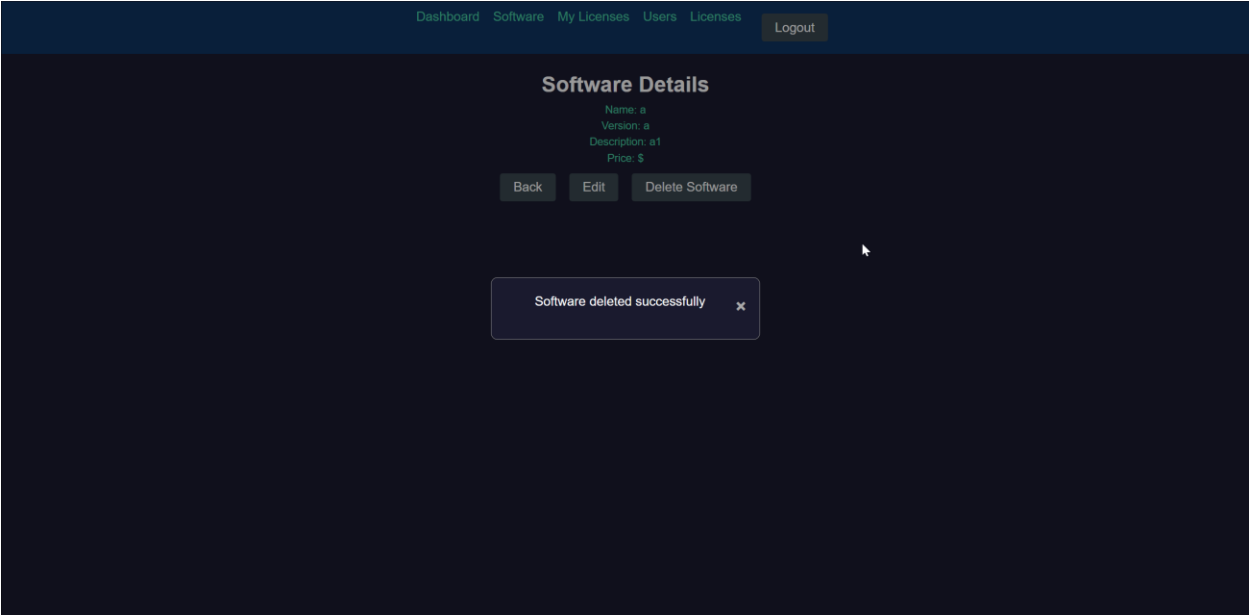 Dashboard Software My Licenses Users Licenses Logout
Software Details
Name: a
Version: a
Description: a1
Price: $
Back Edit Delete Software
Software deleted successfully ×